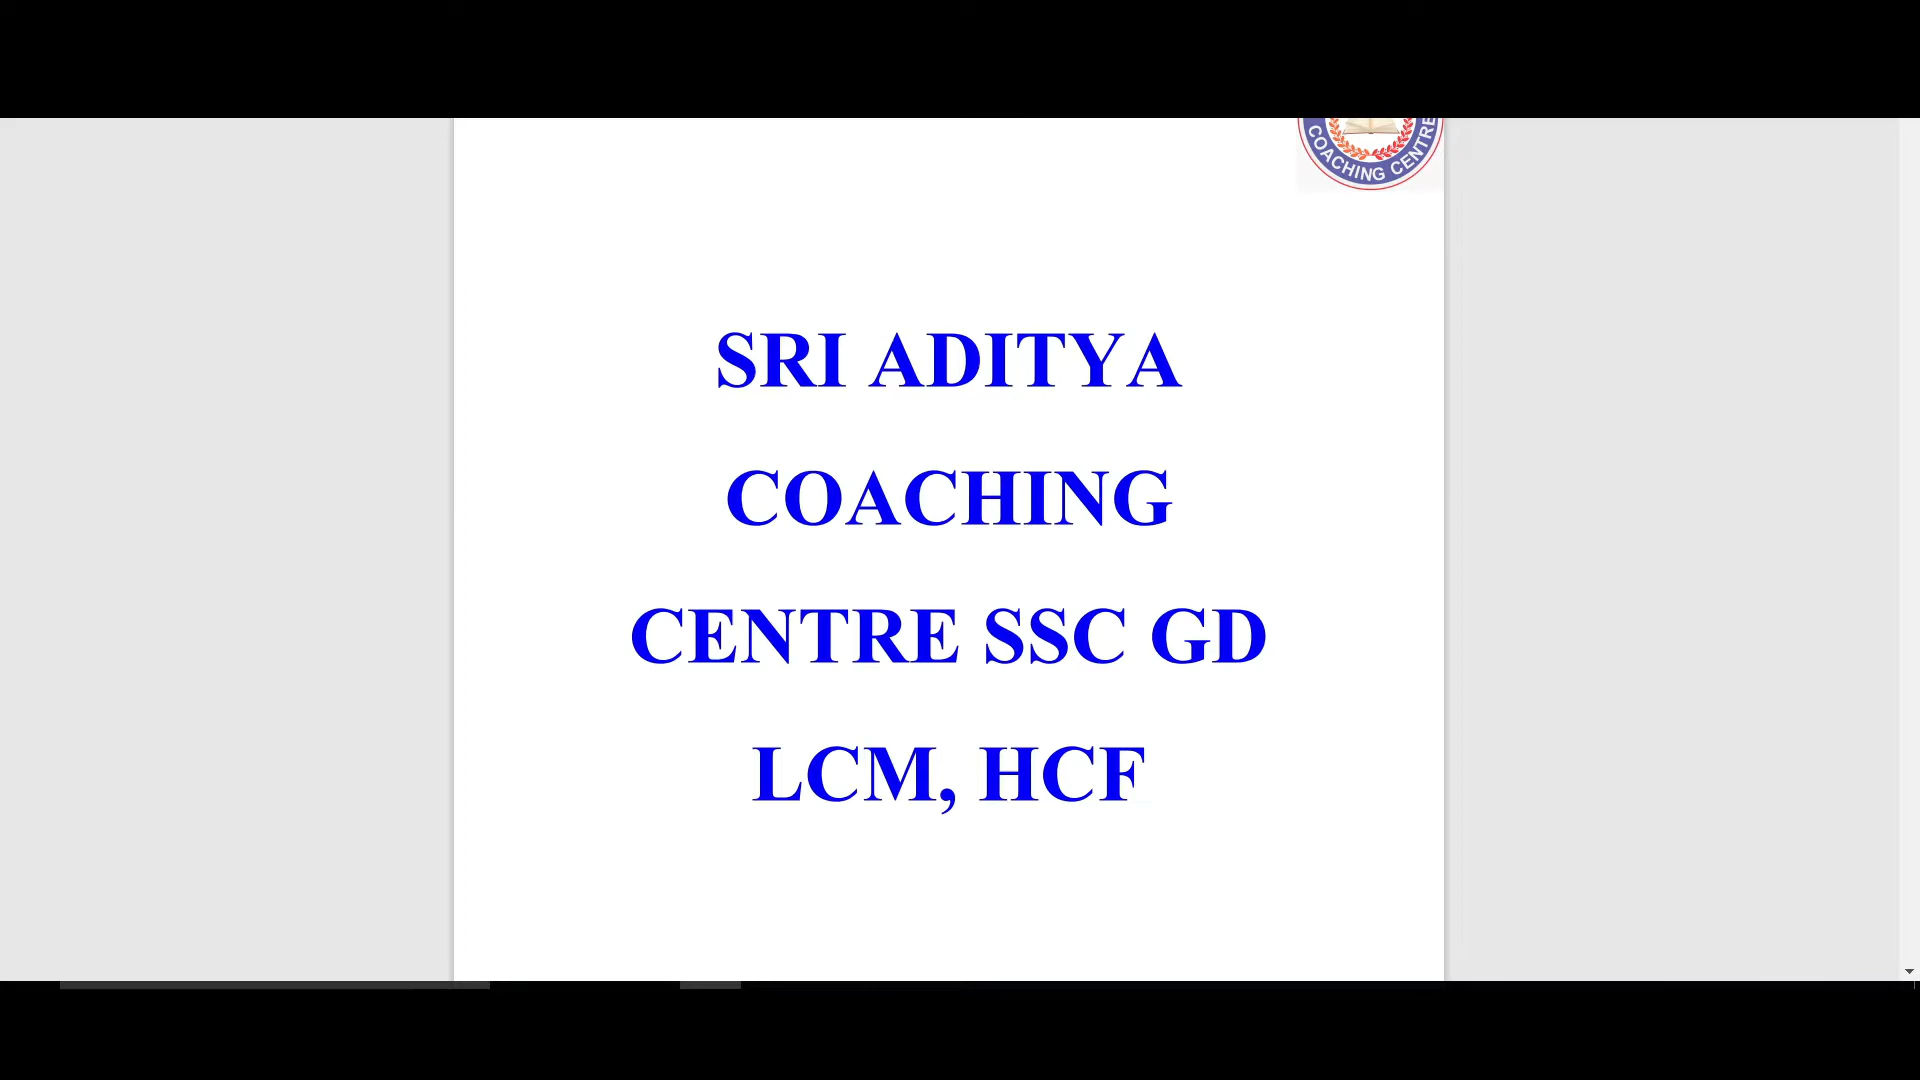 COACHING CENTRE
SRI ADITYA
COACHING
CENTRE SSC GD
LCM, HCF